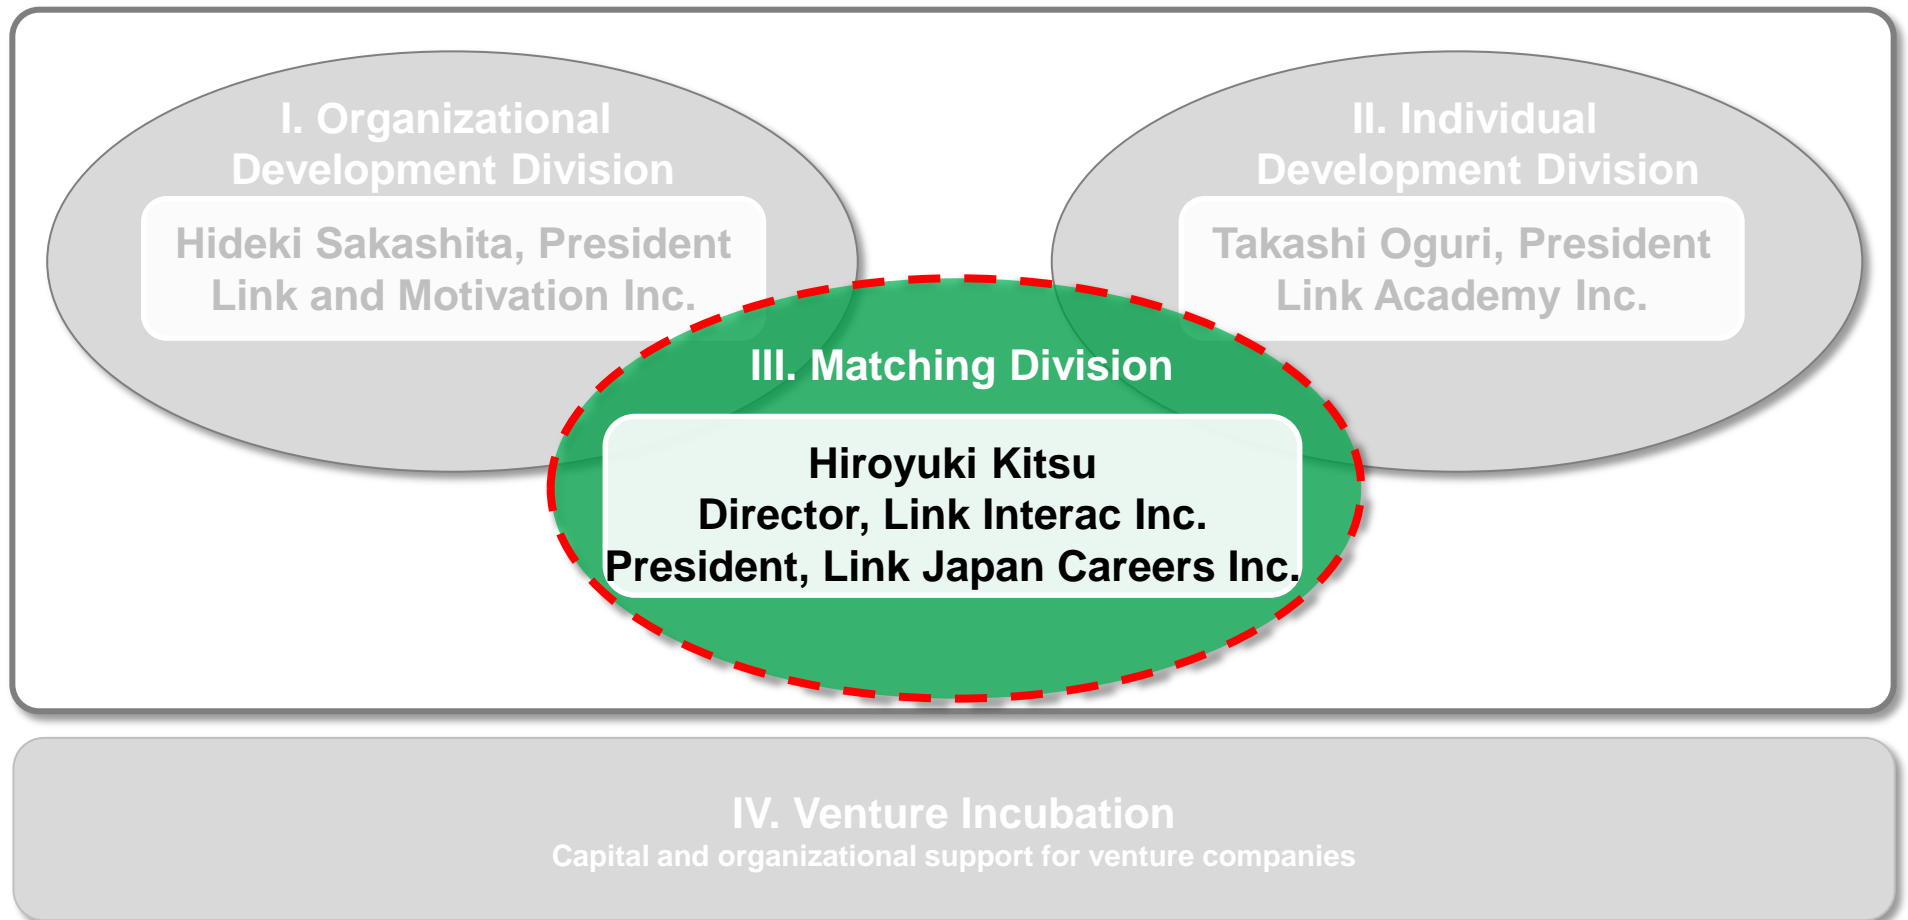 I. Organizational
Development Division
Hideki Sakashita, President
Link and Motivation Inc.
II. Individual
Development Division
Takashi Oguri, President
Link Academy Inc.
III. Matching Division
Hiroyuki Kitsu
Director, Link Interac Inc.
President, Link Japan Careers Inc.
IV. Venture Incubation
Capital and organizational support for venture companies